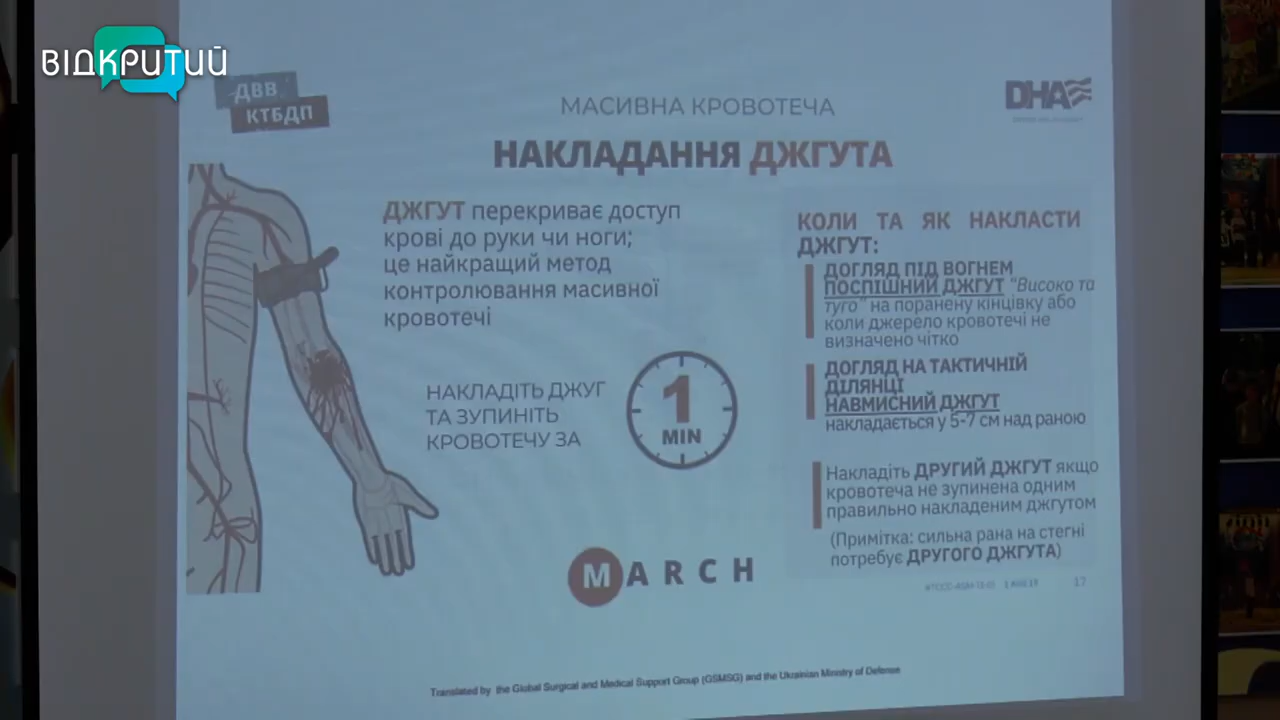 ВІДКРИТИЙ
ДВВ
КТБДП
DHA
МАСИВНА КРОВОТЕЧА
НАКЛАДАННЯ ДЖГУТА
ДЖГУТ перекриває доступ
крові до руки чи ноги;
це найкращий метод
контролювання масивної
кровотечі
НАКЛАДІТЬ ДЖУГ
ТА ЗУПИНІТЬ
КРОВОТЕЧУ ЗА
1
MIN
КОЛИ ТА ЯК НАКЛАСТИ
ДЖГУТ:
ДОГЛЯД ПІД ВОГНЕМ
ПОСПІШНИЙ ДЖГУТ "Високо та
туго" на поранену кінцівку або
коли джерело кровотечі не
визначено чітко
ДОГЛЯД НА ТАКТИЧНІЙ
ДІЛЯНЦІ
НАВМИСНИЙ ДЖГУТ
накладається у 5-7 см над раною
Накладіть ДРУГИЙ ДЖГУТ якщо
кровотеча не зупинена одним
правильно накладеним джгутом
(Примітка: сильна рана на стегні
потребує ДРУГОГО ДЖГУТА)
MARCH
17
Translated by the Global Surgical and Medical Support Group (GSMSG) and the Ukrainian Ministry of Defense